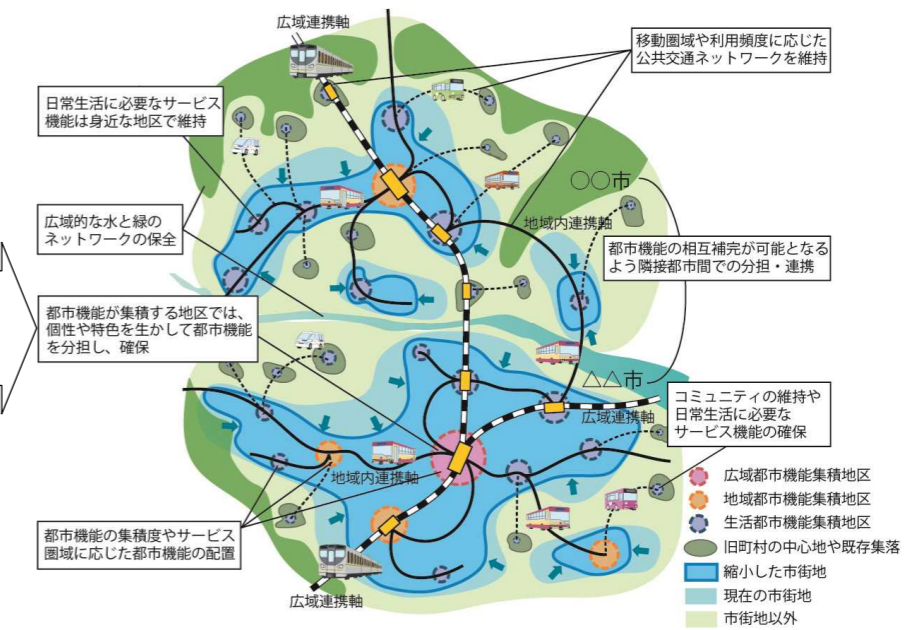 広域連携軸
移動圏域や利用頻度に応じた
公共交通ネットワークを維持
日常生活に必要なサービス
機能は身近な地区で維持
○○市
広域的な水と緑の
ネットワークの保全
地域内連携軸
都市機能の相互補完が可能となる
よう隣接都市間での分担・連携
都市機能が集積する地区では、
個性や特色を生かして都市機能
を分担し、確保
△△市
コミュニティの維持や
日常生活に必要な
サービス機能の確保
広域連携軸
地域内連携軸
広域都市機能集積地区
地域都市機能集積地区
生活都市機能集積地区
旧町村の中心地や既存集落
縮小した市街地
現在の市街地
市街地以外
都市機能の集積度やサービス
圏域に応じた都市機能の配置
広域連携軸